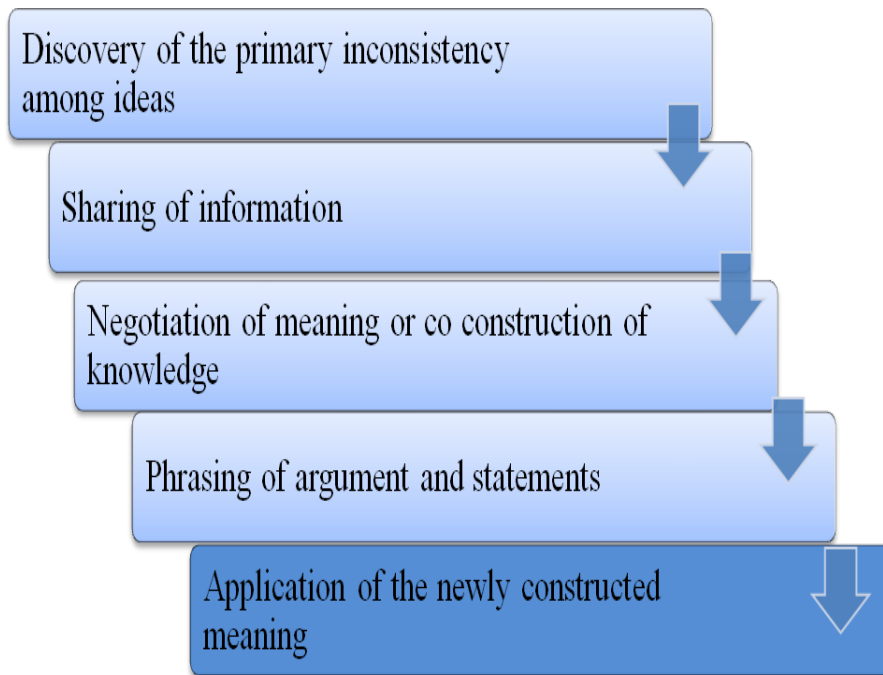 Discovery of the primary inconsistency
among ideas
Sharing of information
Negotiation of meaning or co construction of
knowledge
Phrasing of argument and statements
Application of the newly constructed
meaning